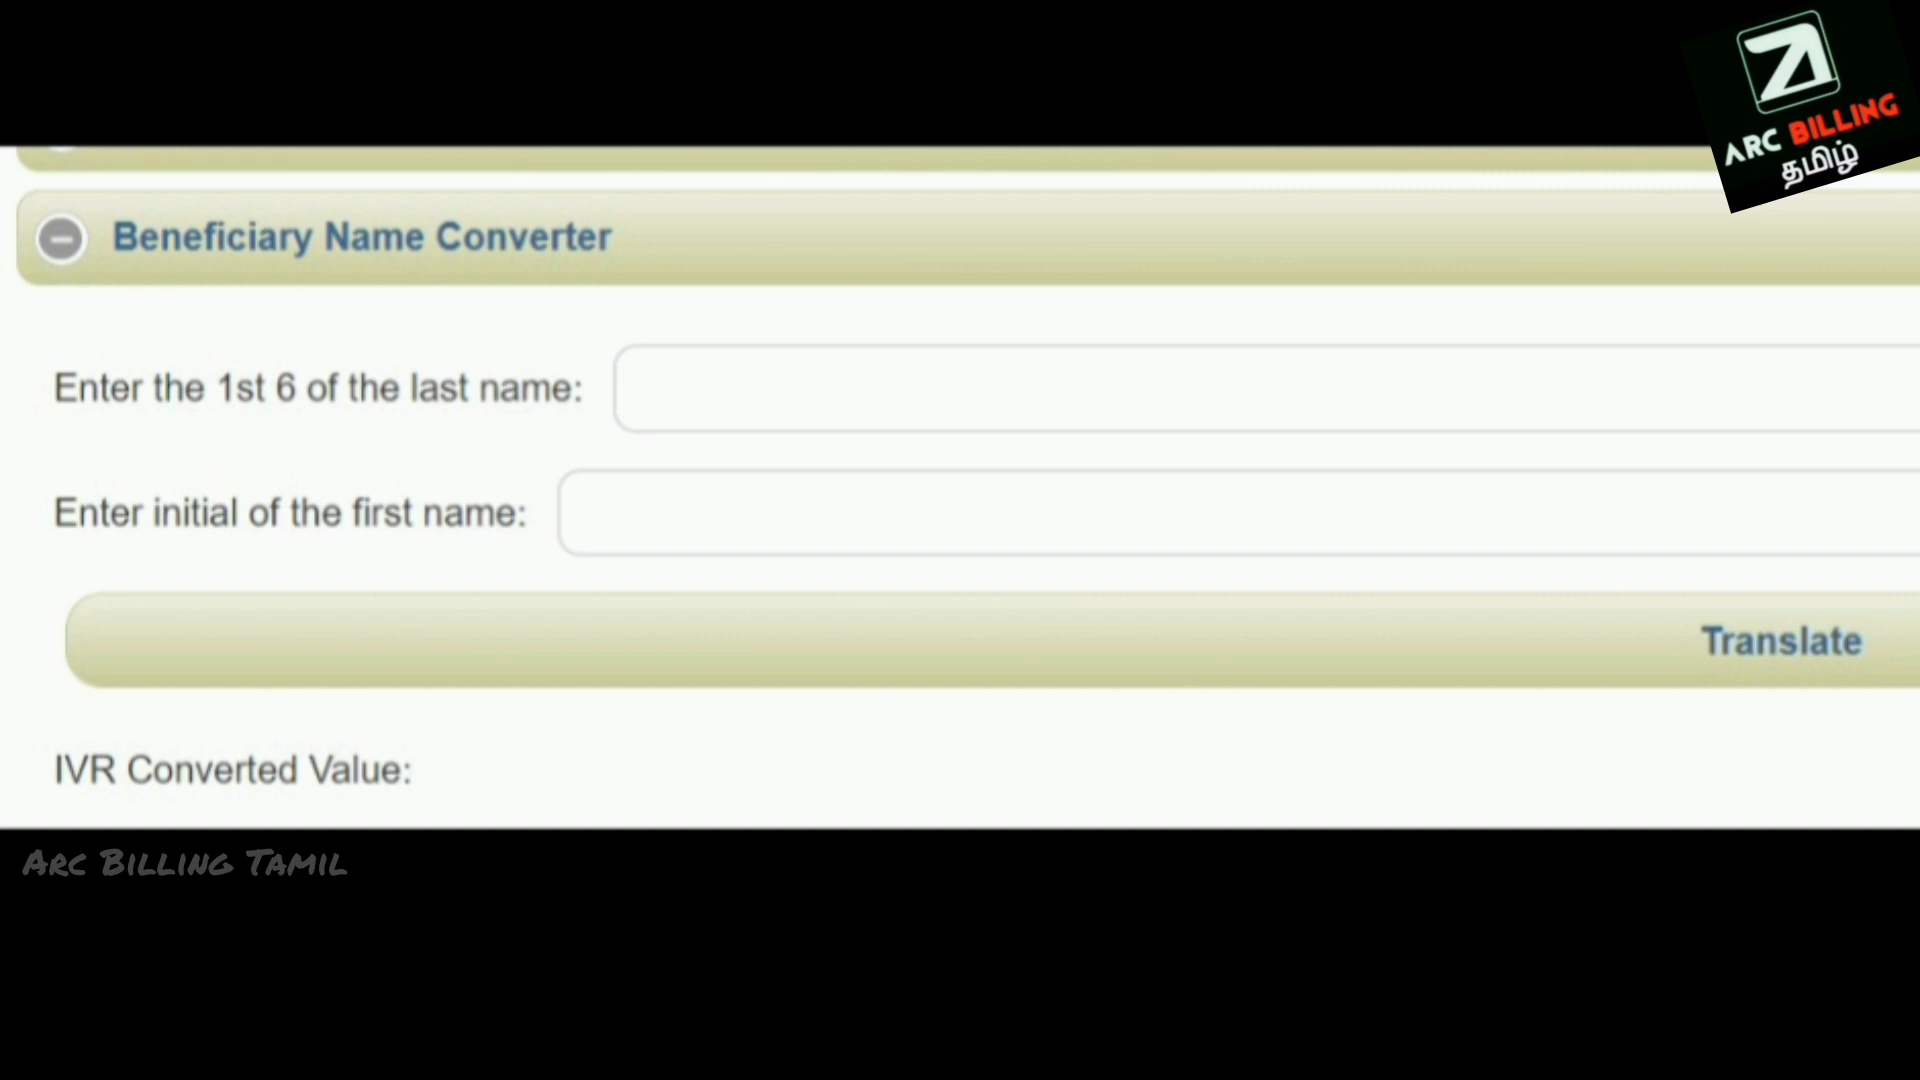 ARC BILLING
தமிழ்
Beneficiary Name Converter
Enter the 1st 6 of the last name:
Enter initial of the first name:
Translate
IVR Converted Value:
ARC BILLING TAMIL